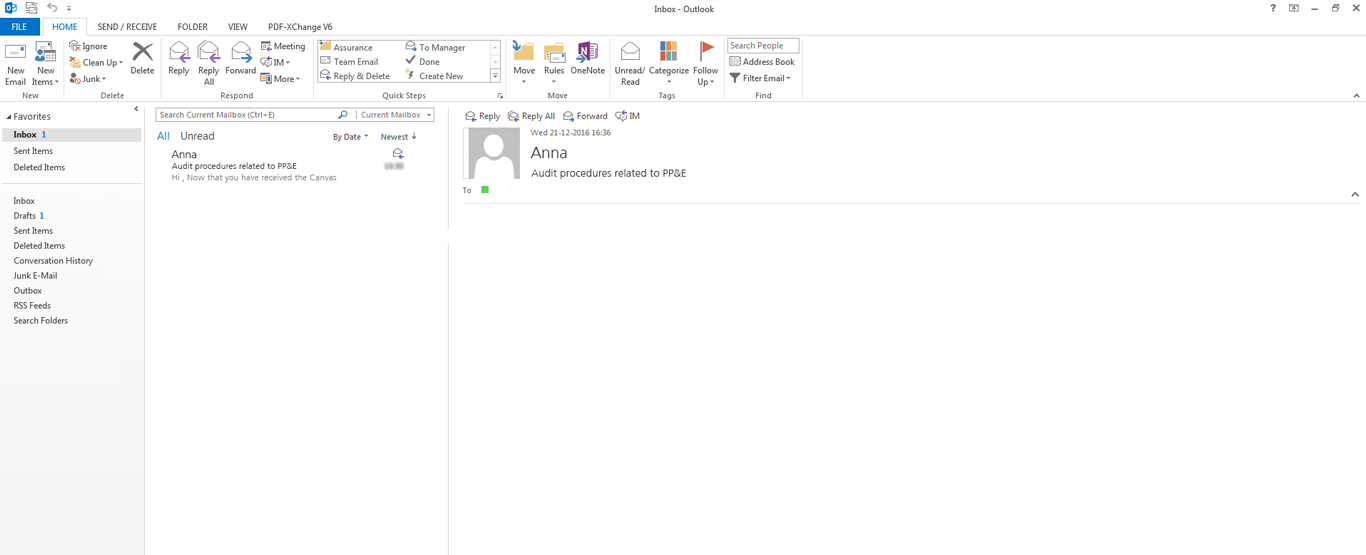 Inbox - Outlook
FILE HOME SEND / RECEIVE FOLDER VIEW PDF-XChange V6
New Email
New Items
New
Ignore
Clean Up
Junk
Delete
Delete
Reply
Reply All
Forward
Meeting
IM
More
Respond
Assurance
Team Email
Reply & Delete
To Manager
Done
Create New
Quick Steps
Move
Rules
OneNote
Move
Unread/ Read
Categorize
Follow Up
Tags
Search People
Address Book
Filter Email
Find
Favorites
Inbox 1
Sent Items
Deleted Items
Inbox
Drafts 1
Sent Items
Deleted Items
Conversation History
Junk E-Mail
Outbox
RSS Feeds
Search Folders
Search Current Mailbox (Ctrl+E) Current Mailbox
All Unread By Date Newest
Anna
Audit procedures related to PP&E
Hi , Now that you have received the Canvas
Reply Reply All Forward IM
Wed 21-12-2016 16:36
Anna
Audit procedures related to PP&E
To